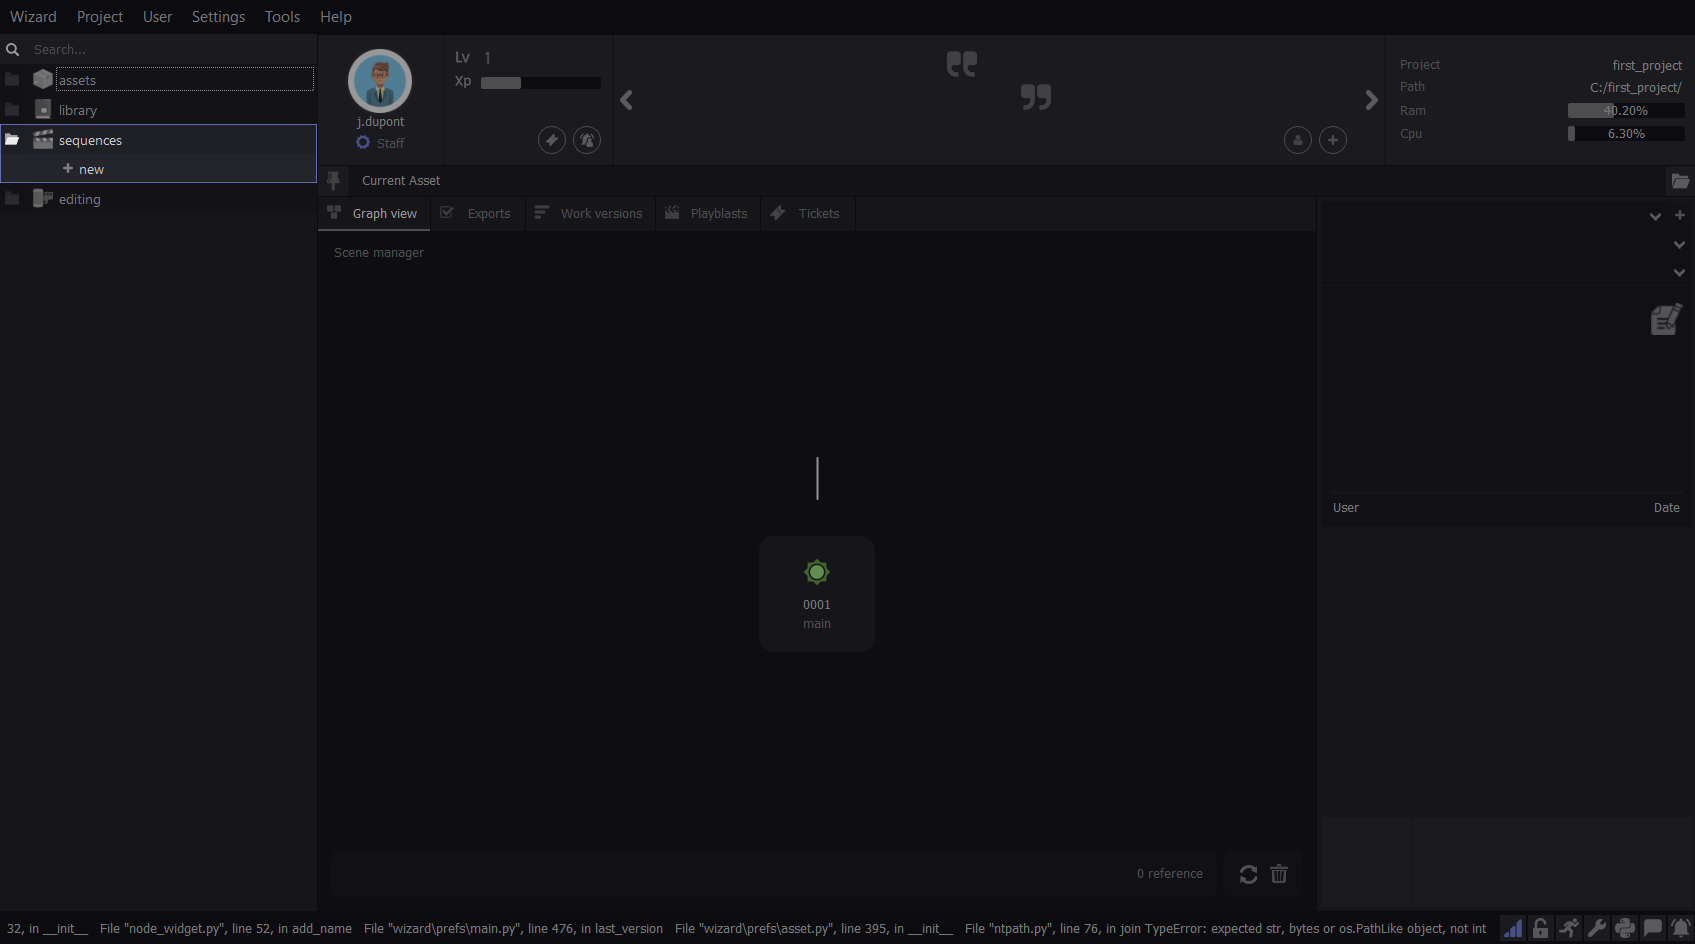 Wizard Project User Settings Tools Help
Search...
assets
library
sequences
new
editing
j.dupont
Staff
Lv 1
Xp
Project first_project
Path C:/first_project/
Ram 40.20%
Cpu 6.30%
Current Asset
Graph view Exports Work versions Playblasts Tickets
Scene manager
0001
main
User Date
0 reference
32, in __init__ File "node_widget.py", line 52, in add_name File "wizard\prefs\main.py", line 476, in last_version File "wizard\prefs\asset.py", line 395, in __init__ File "ntpath.py", line 76, in join TypeError: expected str, bytes or os.PathLike object, not int